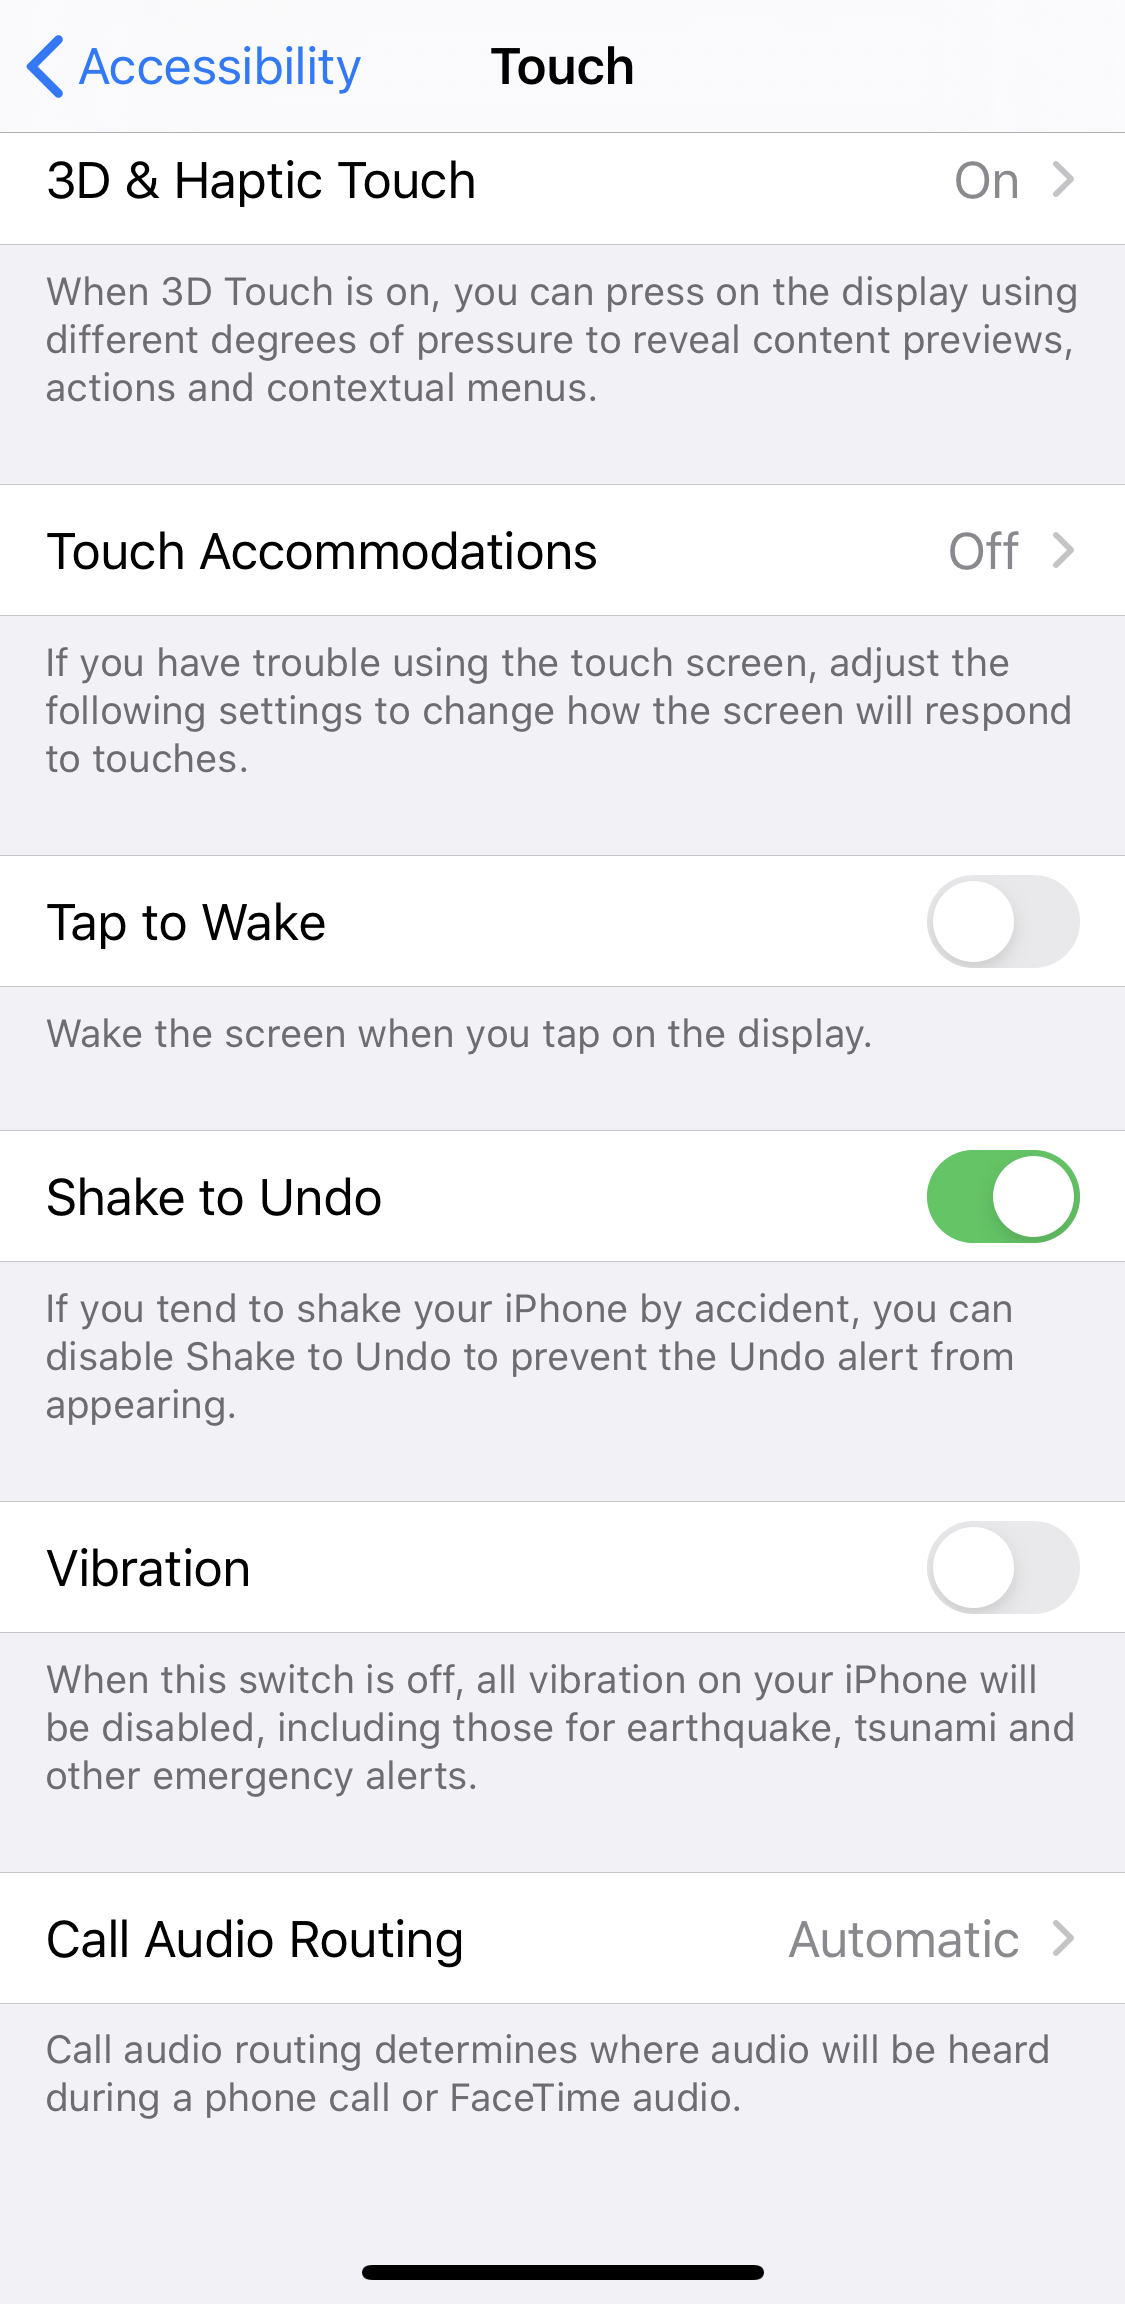 Accessibility
Touch
3D & Haptic Touch On
When 3D Touch is on, you can press on the display using
different degrees of pressure to reveal content previews,
actions and contextual menus.
Touch Accommodations Off
If you have trouble using the touch screen, adjust the
following settings to change how the screen will respond
to touches.
Tap to Wake
Wake the screen when you tap on the display.
Shake to Undo
If you tend to shake your iPhone by accident, you can
disable Shake to Undo to prevent the Undo alert from
appearing.
Vibration
When this switch is off, all vibration on your iPhone will
be disabled, including those for earthquake, tsunami and
other emergency alerts.
Call Audio Routing Automatic
Call audio routing determines where audio will be heard
during a phone call or FaceTime audio.